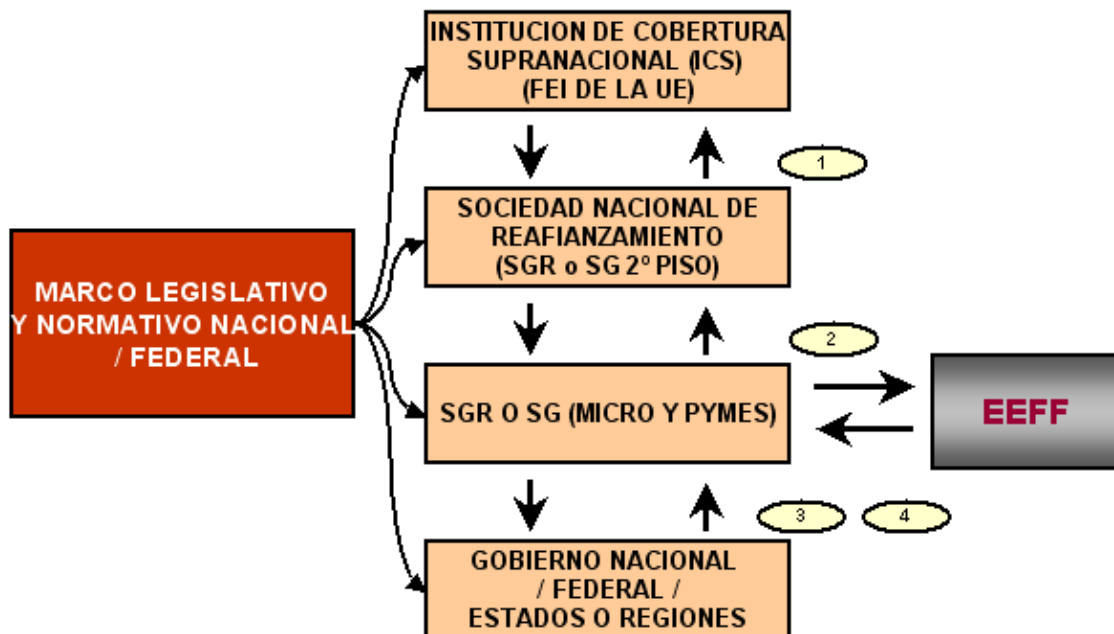 INSTITUCION DE COBERTURA
SUPRANACIONAL (ICS)
(FEI DE LA UE)
1
SOCIEDAD NACIONAL DE
REAFIANZAMIENTO
(SGR o SG 2º PISO)
MARCO LEGISLATIVO
Y NORMATIVO NACIONAL
/ FEDERAL
2
SGR O SG (MICRO Y PYMES)
EEFF
3
4
GOBIERNO NACIONAL
/ FEDERAL /
ESTADOS O REGIONES